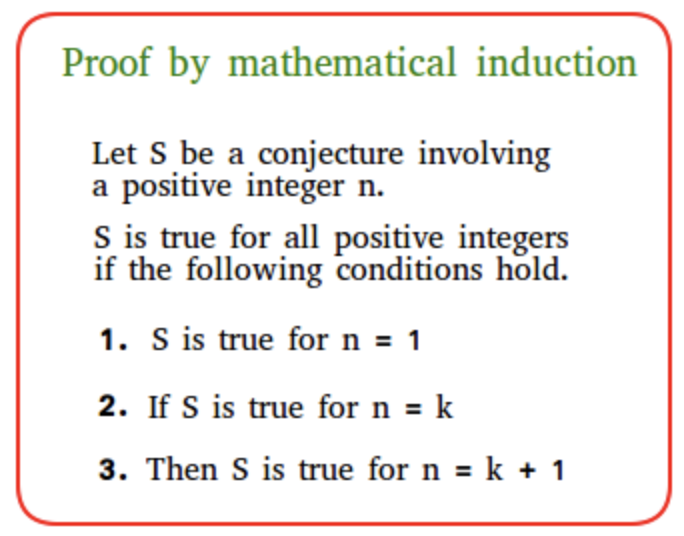 Proof by mathematical induction
Let S be a conjecture involving
a positive integer n.
S is true for all positive integers
if the following conditions hold.
1. S is true for n = 1
2. If S is true for n = k
3. Then S is true for n = k + 1